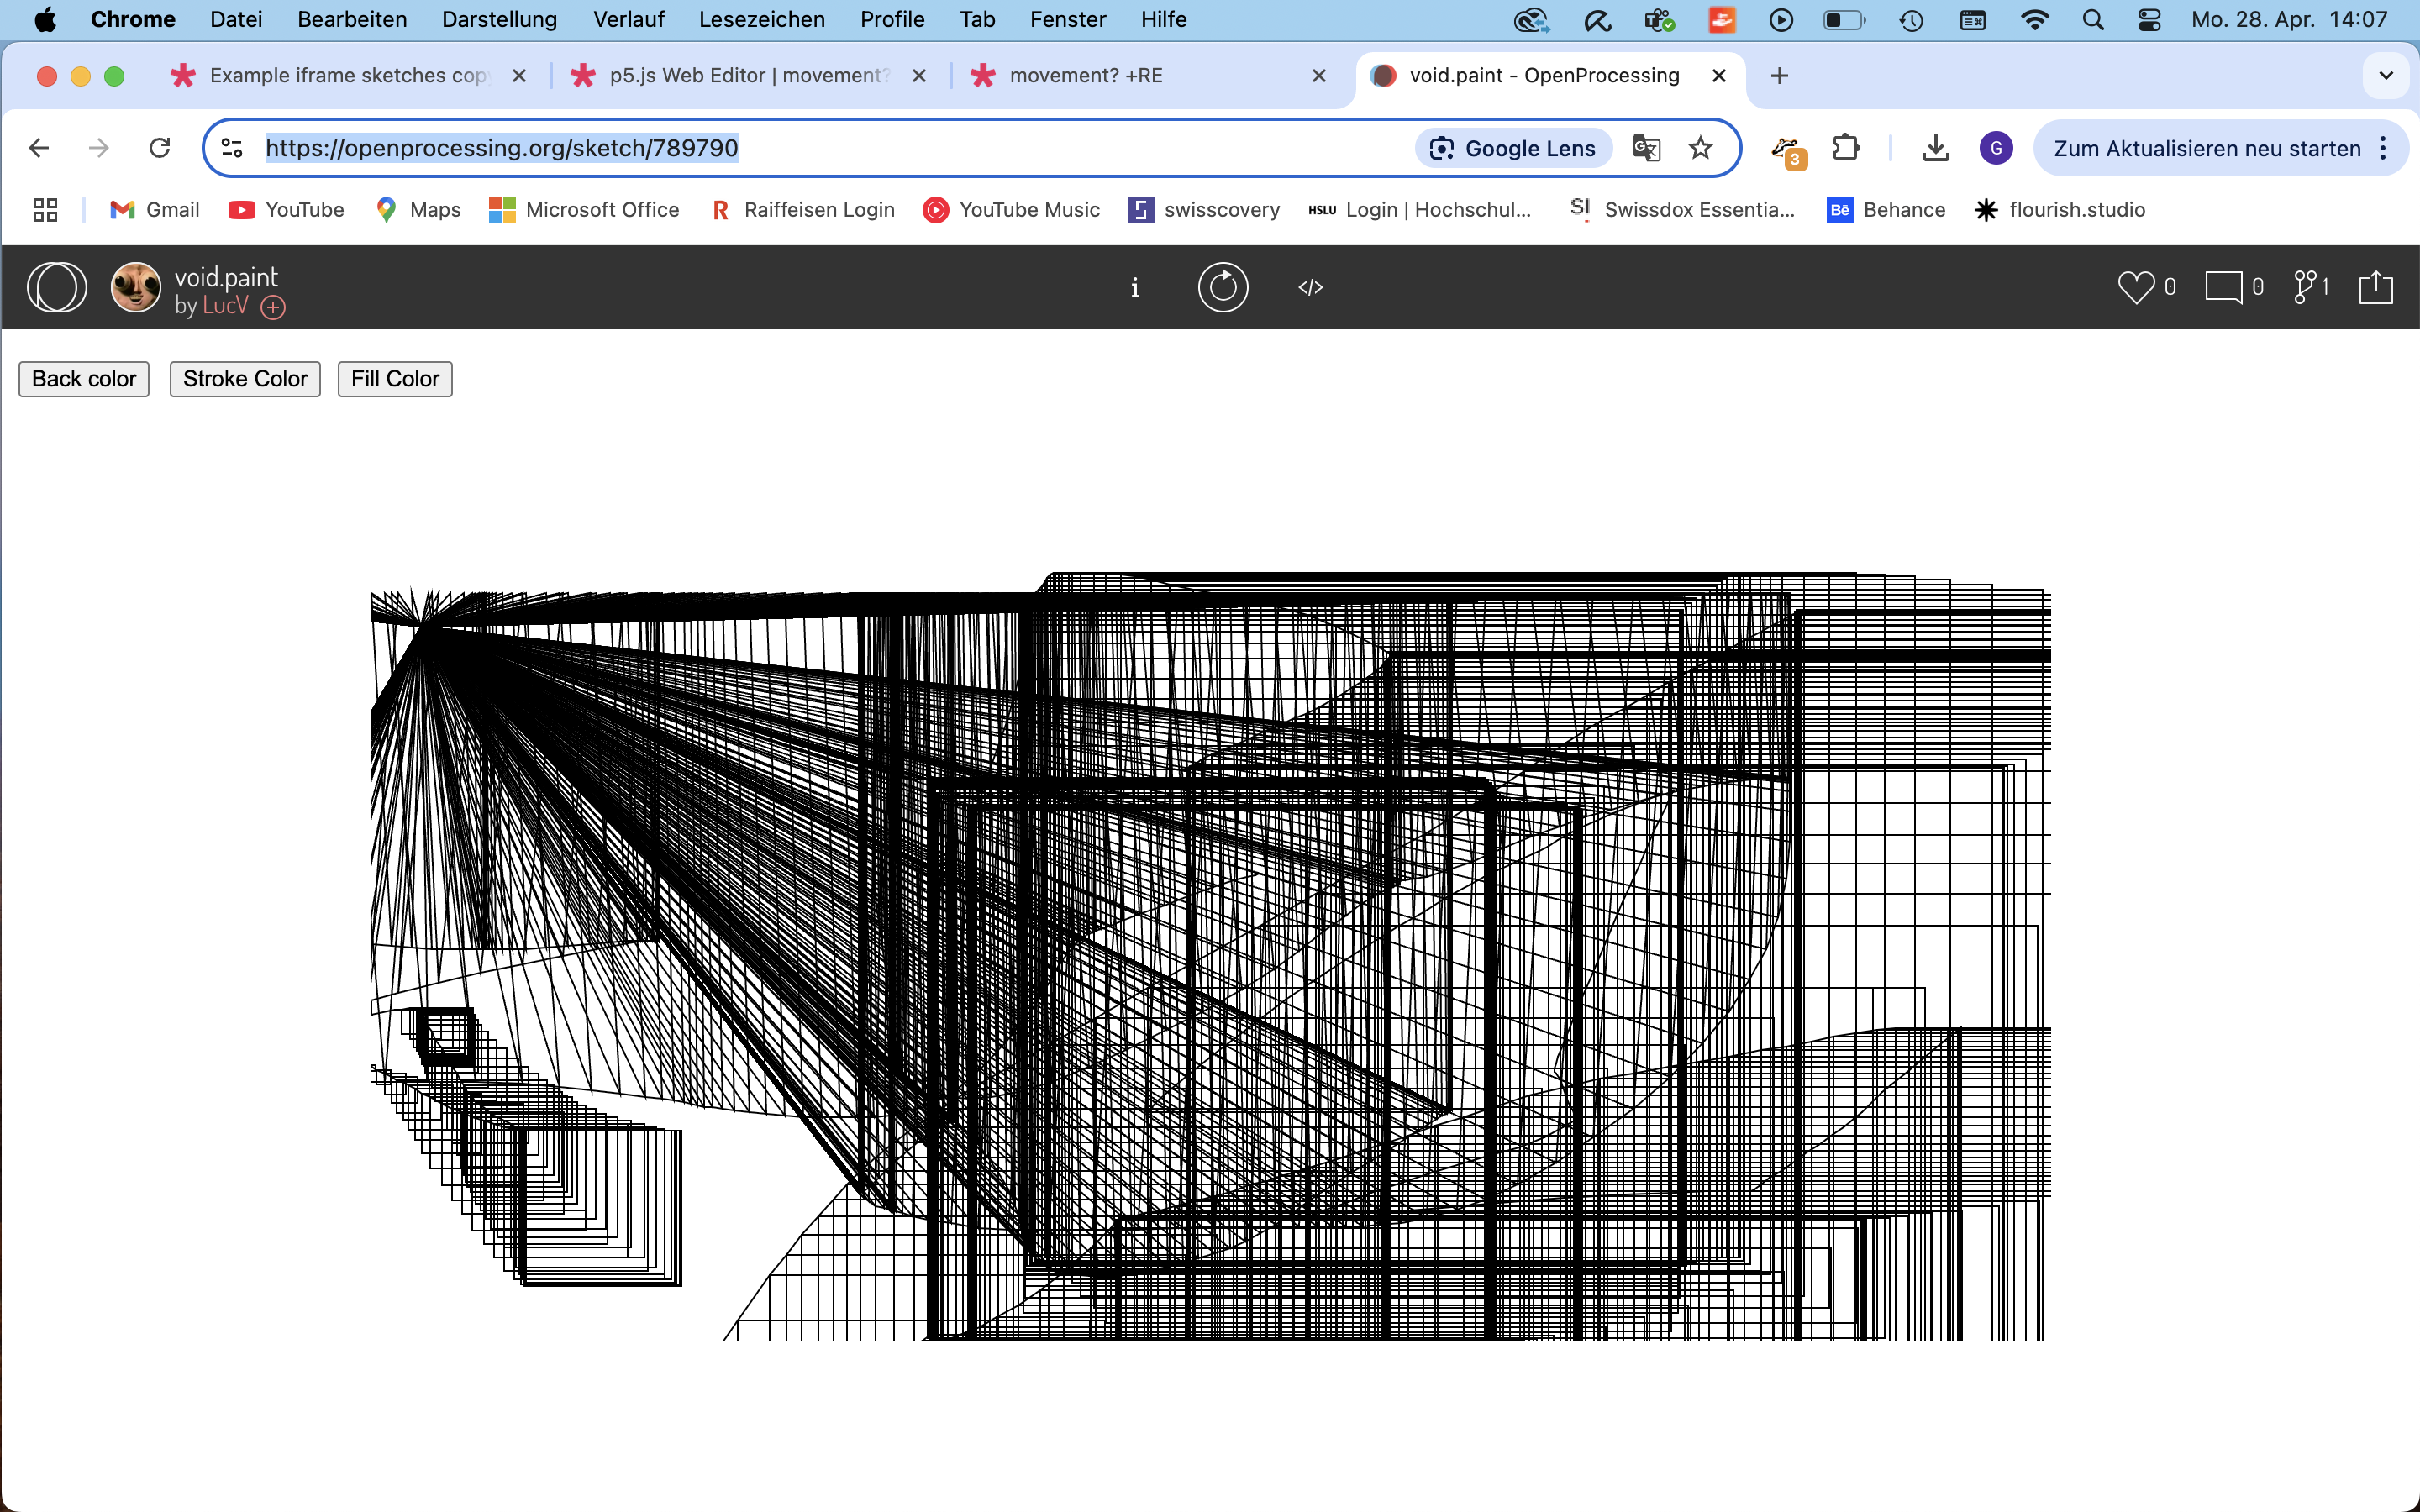 Chrome Datei Bearbeiten Darstellung Verlauf Lesezeichen Profile Tab Fenster Hilfe Mo. 28. Apr. 14:07
Example iframe sketches cop p5.js Web Editor | movement? movement? +RE void.paint - OpenProcessing
https://openprocessing.org/sketch/789790 Google Lens 3 G Zum Aktualisieren neu starten
Gmail YouTube Maps Microsoft Office R Raiffeisen Login YouTube Music swisscovery HSLU Login | Hochschul... SI Swissdox Essentia... Bē Behance flourish.studio
void.paint
by LucV
i </> 0 0 1
Back color Stroke Color Fill Color